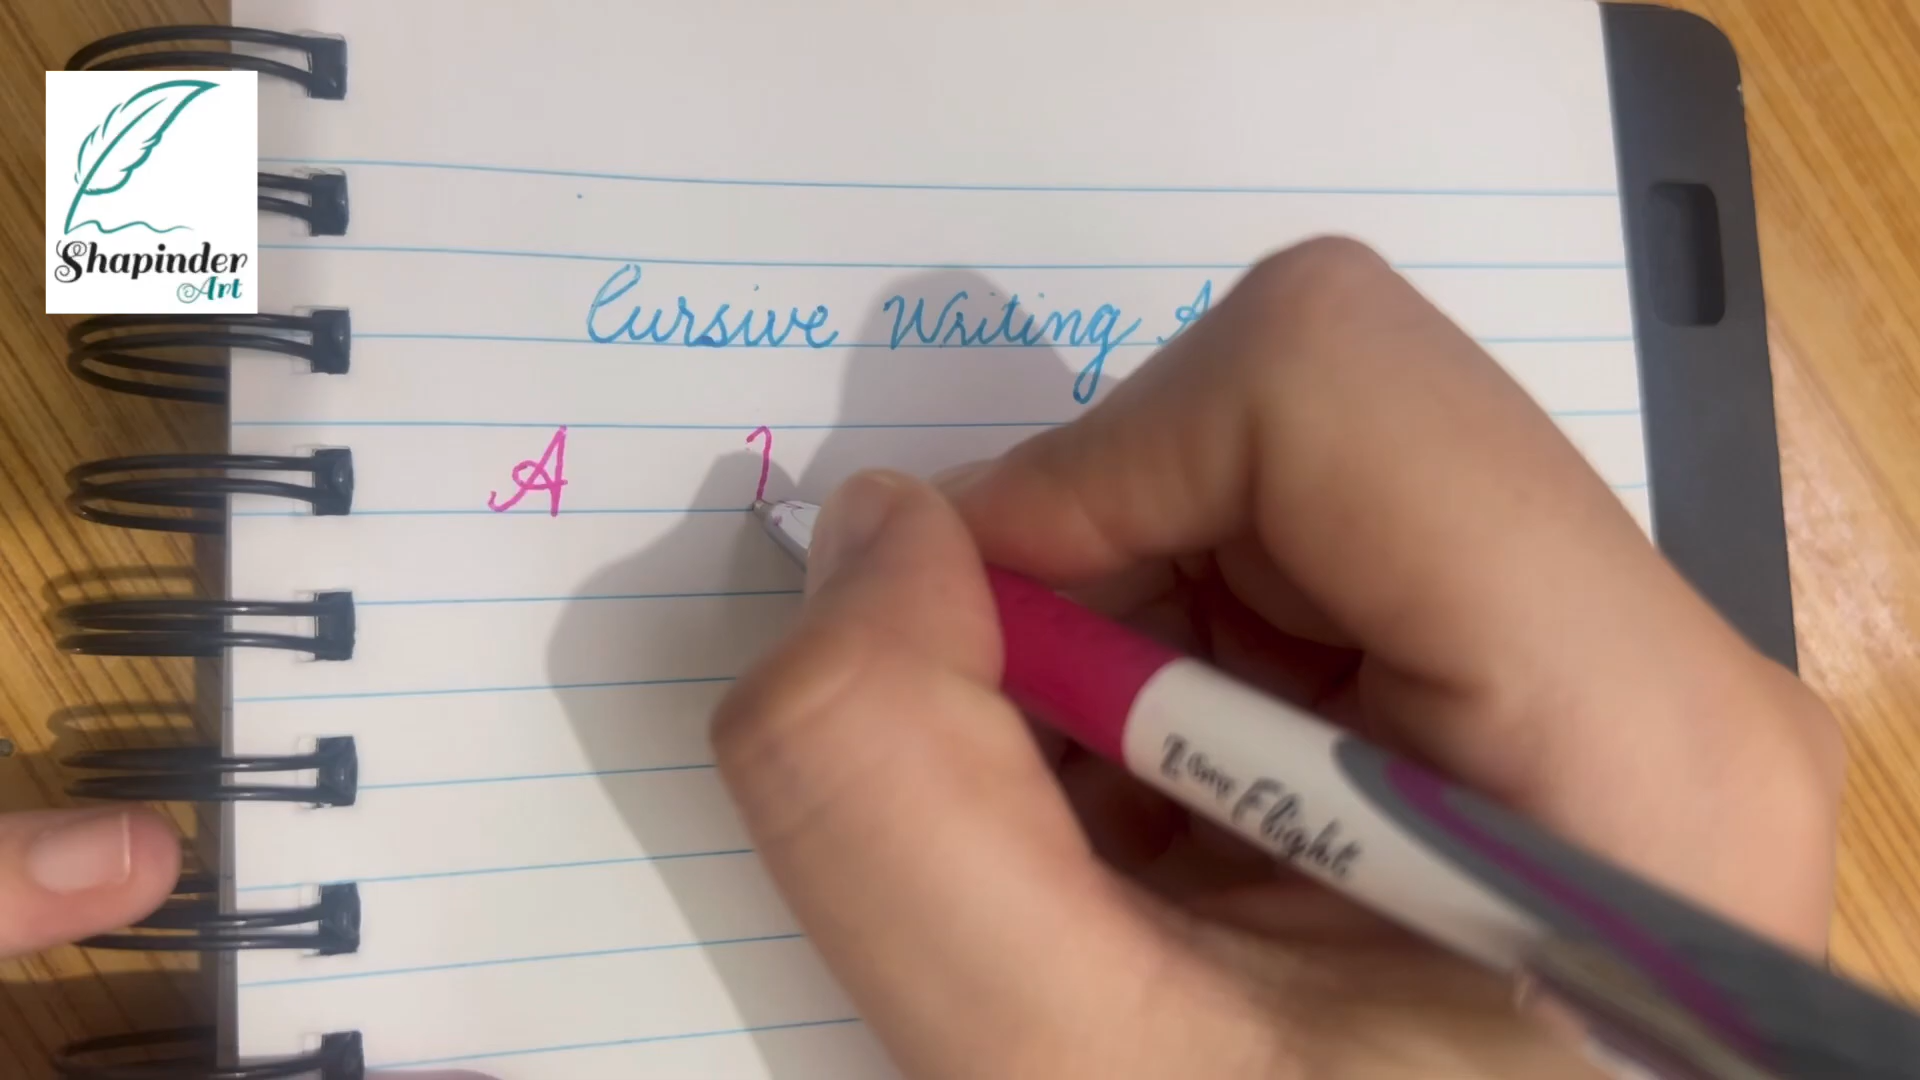 Shapinder
Art
Cursive Writing A
A
Flight